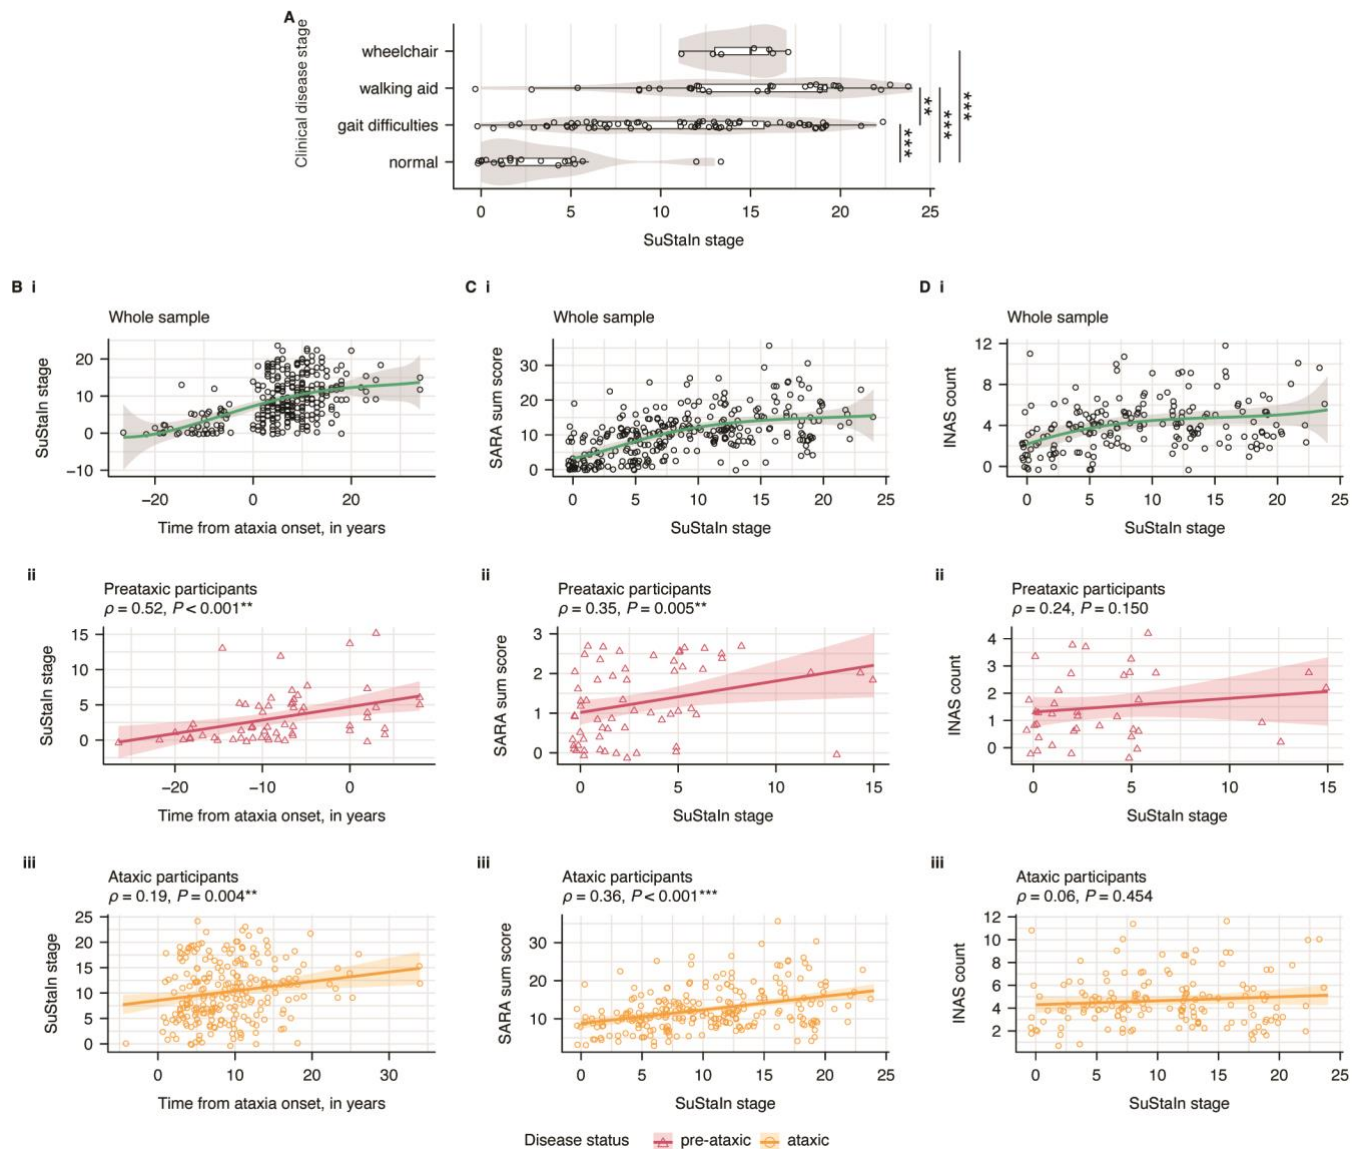 A
Clinical disease stage
wheelchair
walking aid
gait difficulties
normal
***
**
***
***
0 5 10 15 20 25
SuStaIn stage
B i
Whole sample
SuStaIn stage
20
10
0
−10
−20 0 20
Time from ataxia onset, in years
C i
Whole sample
SARA sum score
30
20
10
0
0 5 10 15 20 25
SuStaIn stage
D i
Whole sample
INAS count
12
8
4
0
0 5 10 15 20 25
SuStaIn stage
ii
Preataxic participants
ρ = 0.52, P < 0.001**
SuStaIn stage
15
10
5
0
−20 −10 0
Time from ataxia onset, in years
ii
Preataxic participants
ρ = 0.35, P = 0.005**
SARA sum score
3
2
1
0
0 5 10 15
SuStaIn stage
ii
Preataxic participants
ρ = 0.24, P = 0.150
INAS count
4
3
2
1
0
0 5 10 15
SuStaIn stage
iii
Ataxic participants
ρ = 0.19, P = 0.004**
SuStaIn stage
25
20
15
10
5
0
0 10 20 30
Time from ataxia onset, in years
iii
Ataxic participants
ρ = 0.36, P < 0.001***
SARA sum score
30
20
10
0 5 10 15 20 25
SuStaIn stage
iii
Ataxic participants
ρ = 0.06, P = 0.454
INAS count
12
10
8
6
4
2
0 5 10 15 20 25
SuStaIn stage
Disease status pre-ataxic ataxic